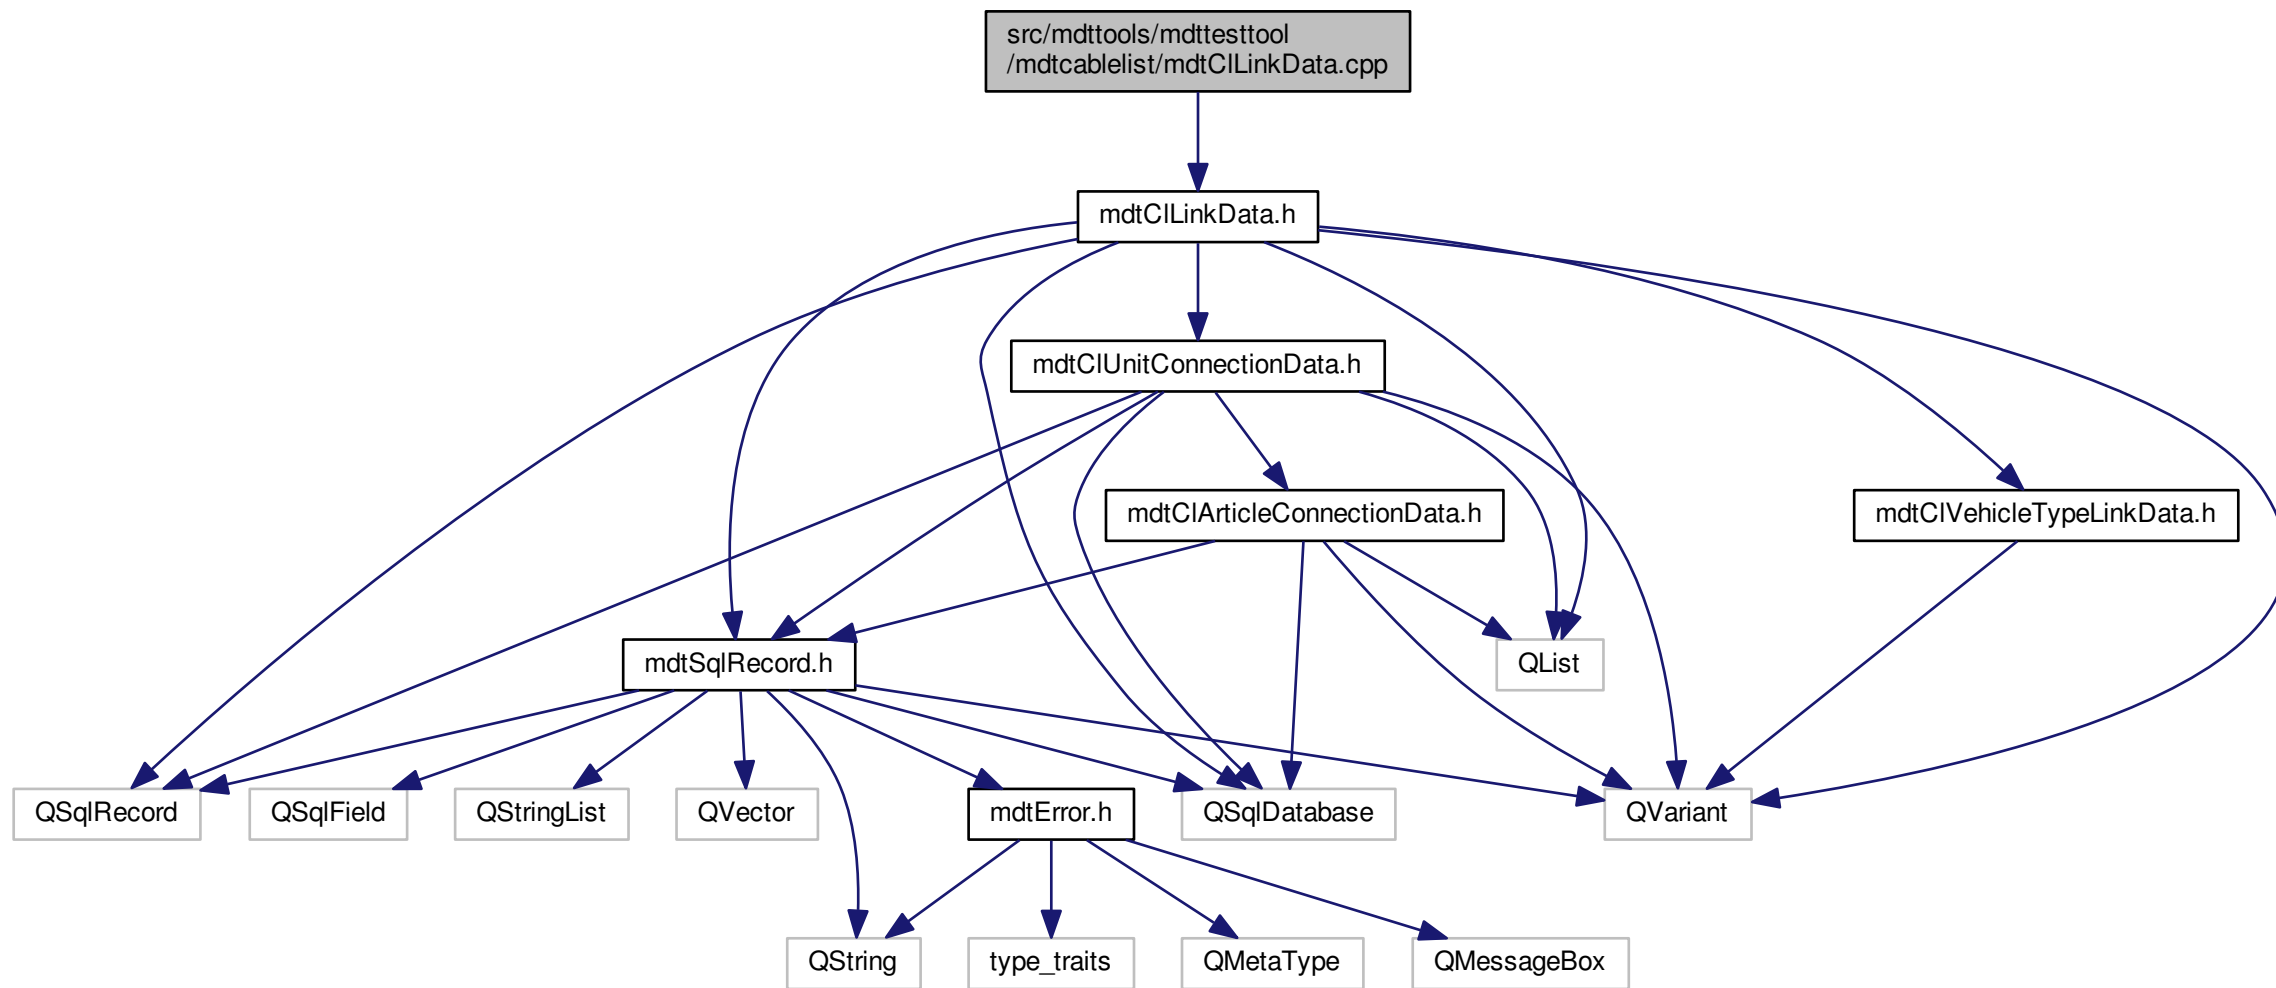 src/mdttools/mdttesttool
/mdtcablelist/mdtClLinkData.cpp
mdtClLinkData.h
mdtClUnitConnectionData.h
mdtClArticleConnectionData.h
mdtClVehicleTypeLinkData.h
mdtSqlRecord.h
QList
QSqlRecord
QSqlField
QStringList
QVector
mdtError.h
QSqlDatabase
QVariant
QString
type_traits
QMetaType
QMessageBox